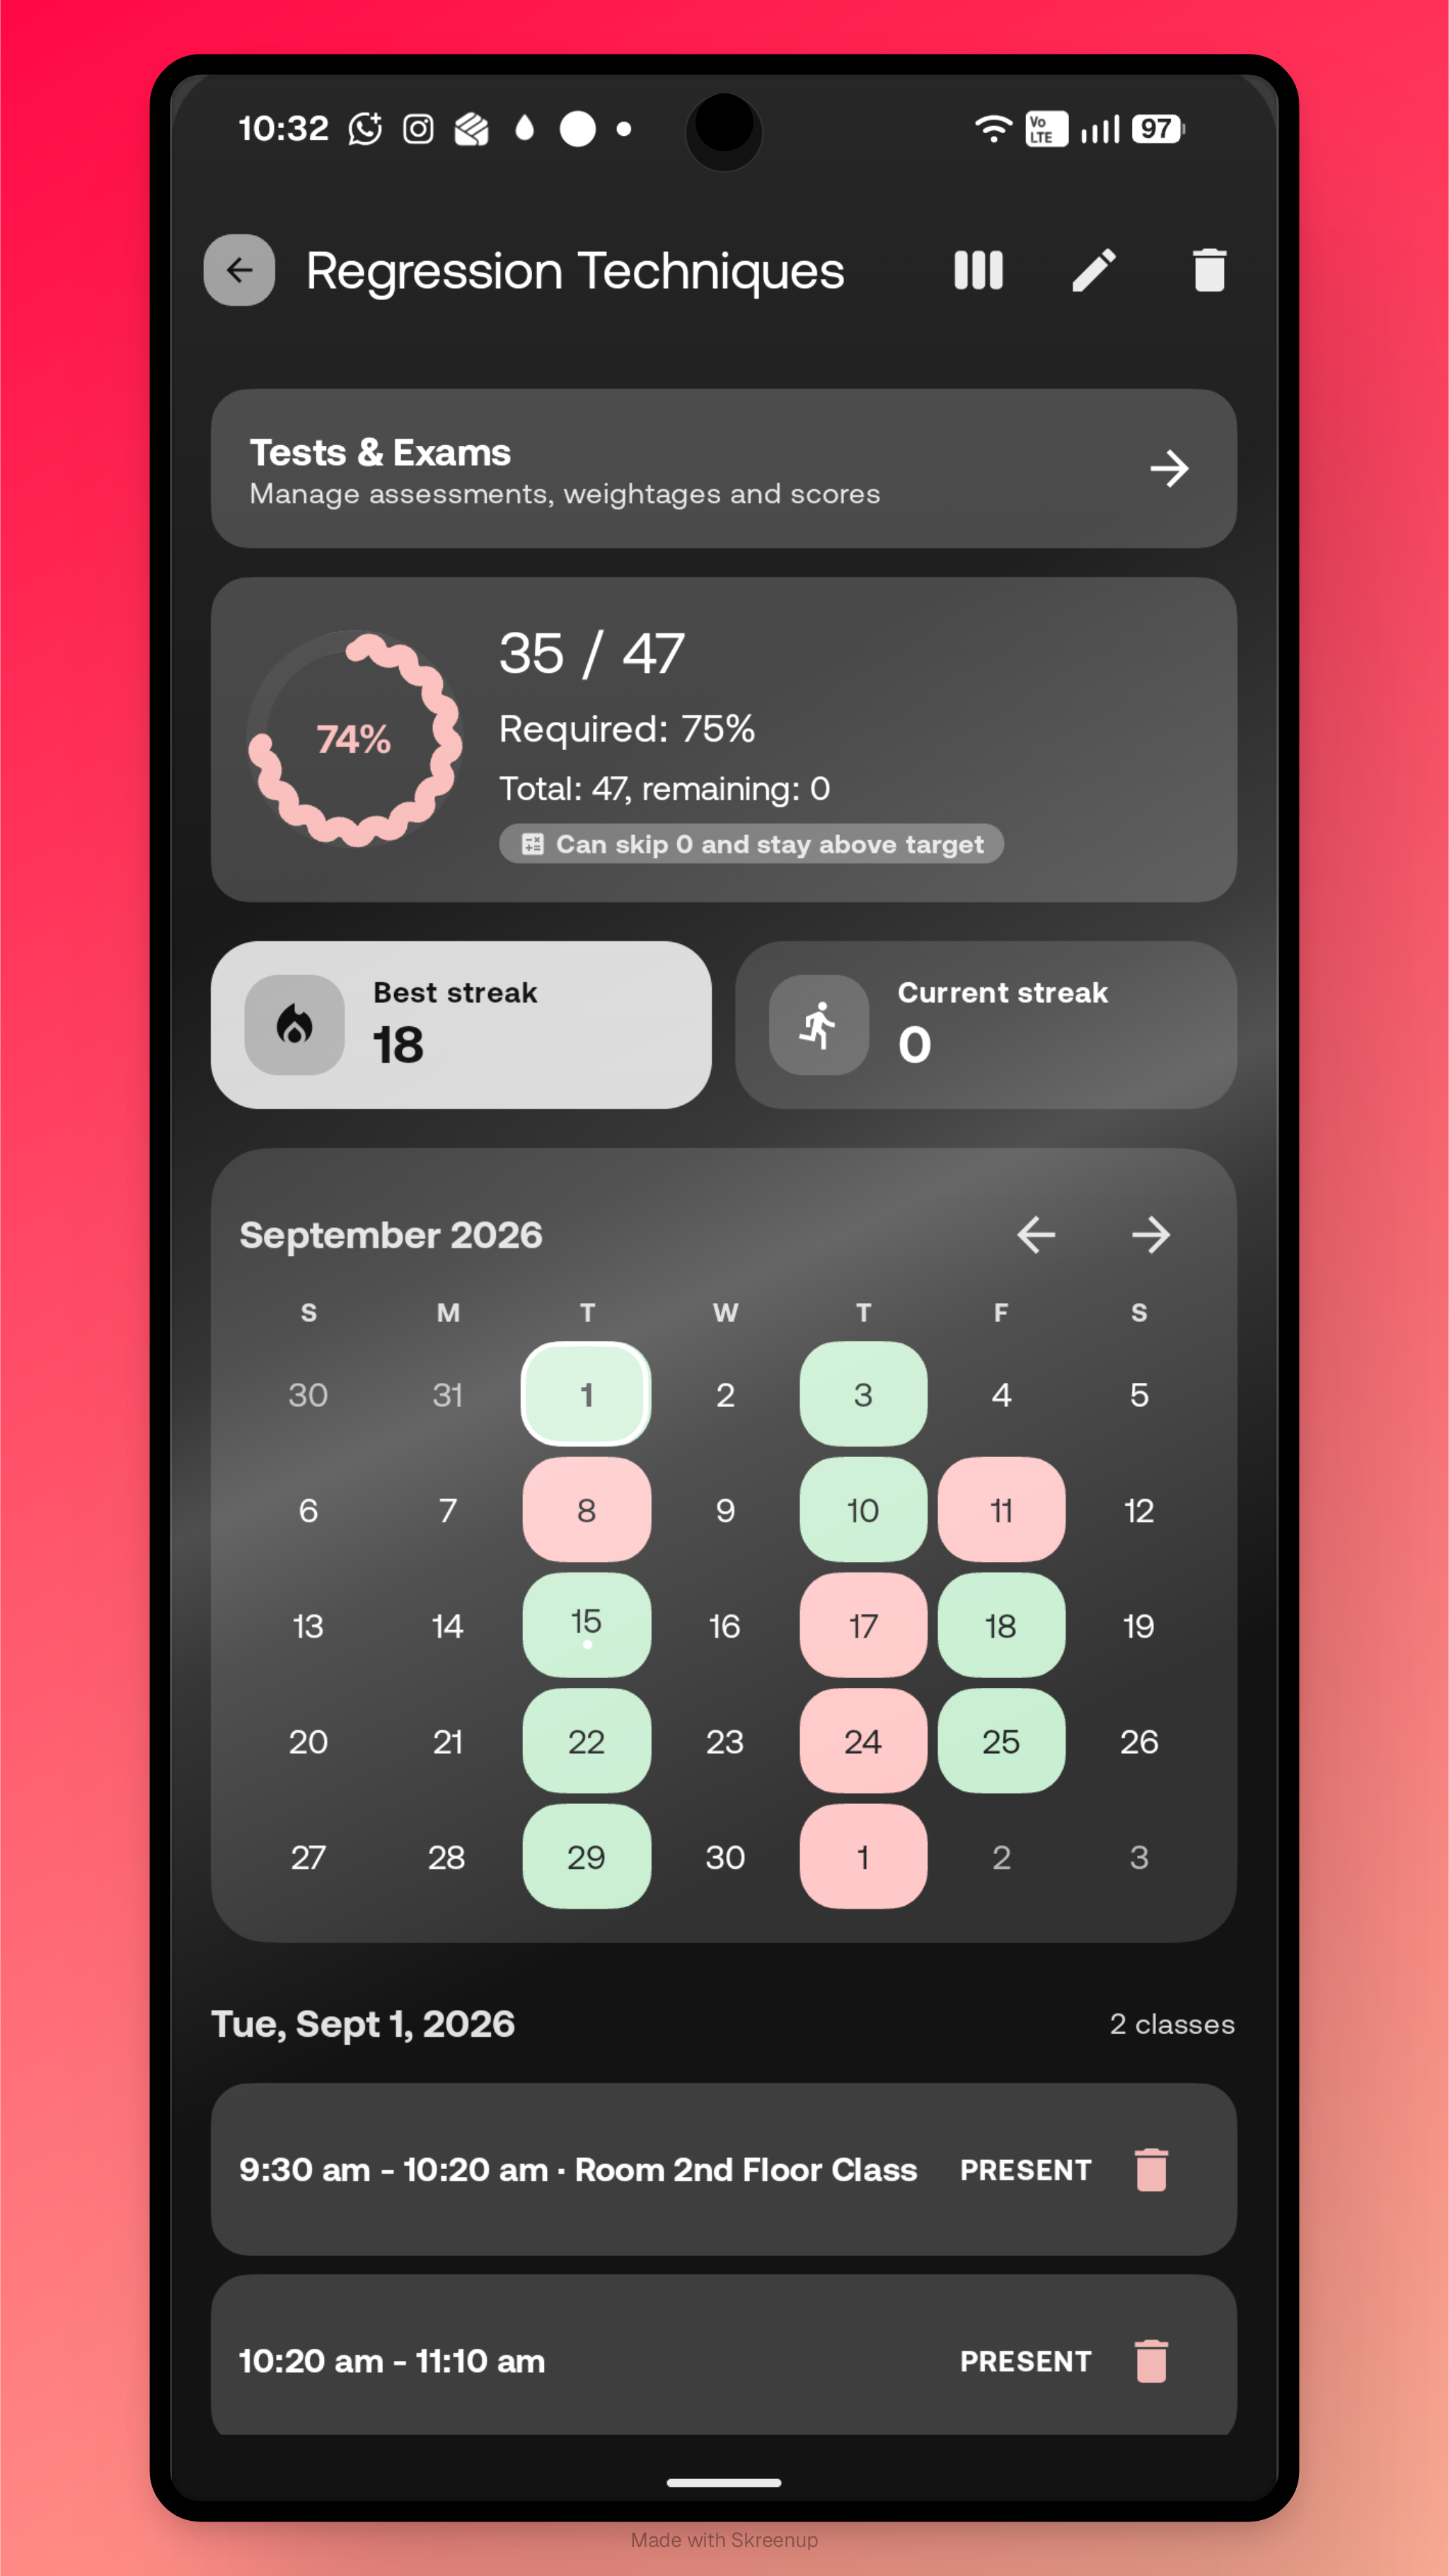 10:32
Vo LTE
97
Regression Techniques
Tests & Exams
Manage assessments, weightages and scores
74%
35 / 47
Required: 75%
Total: 47, remaining: 0
Can skip 0 and stay above target
Best streak
18
Current streak
0
September 2026
S M T W T F S
30 31 1 2 3 4 5
6 7 8 9 10 11 12
13 14 15 16 17 18 19
20 21 22 23 24 25 26
27 28 29 30 1 2 3
Tue, Sept 1, 2026
2 classes
9:30 am - 10:20 am · Room 2nd Floor Class PRESENT
10:20 am - 11:10 am PRESENT
Made with Skreenup